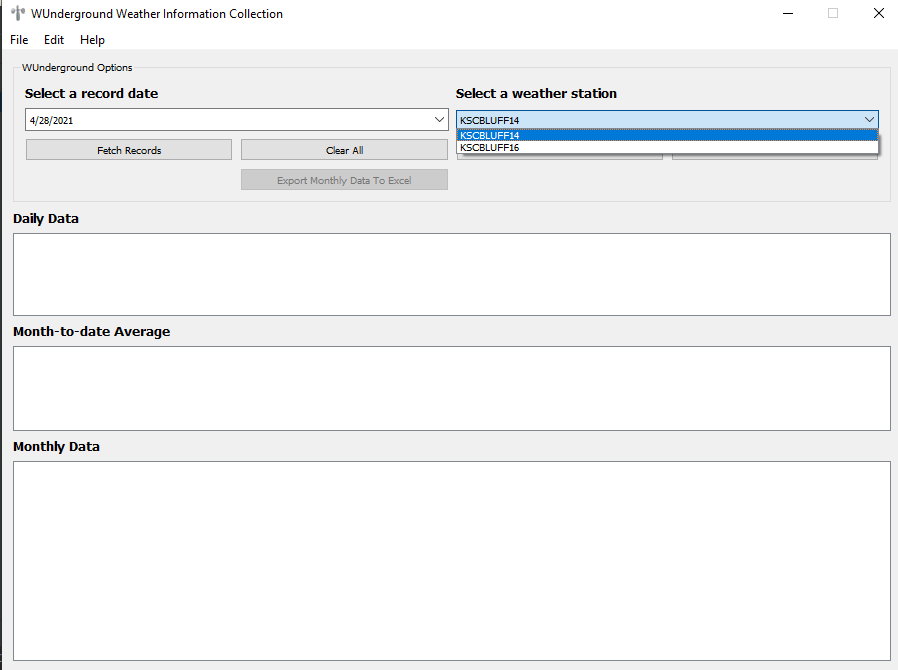 WUnderground Weather Information Collection
File Edit Help
WUnderground Options
Select a record date
4/28/2021
Fetch Records
Clear All
Export Monthly Data To Excel
Select a weather station
KSCBLUFF14
KSCBLUFF14
KSCBLUFF16
Daily Data
Month-to-date Average
Monthly Data